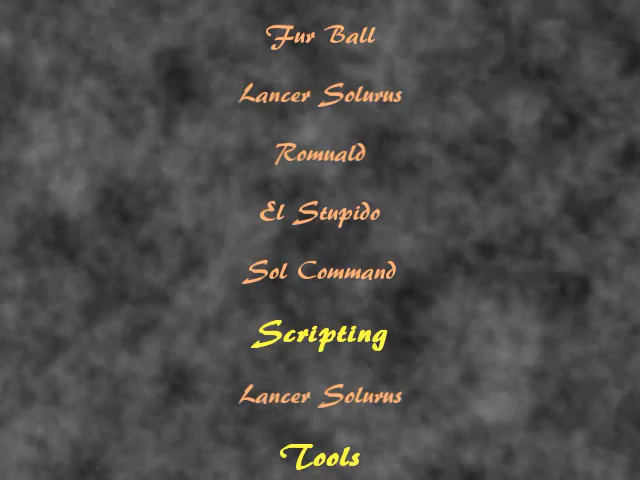 Fur Ball
Lancer Solurus
Romuald
El Stupido
Sol Command
Scripting
Lancer Solurus
Tools